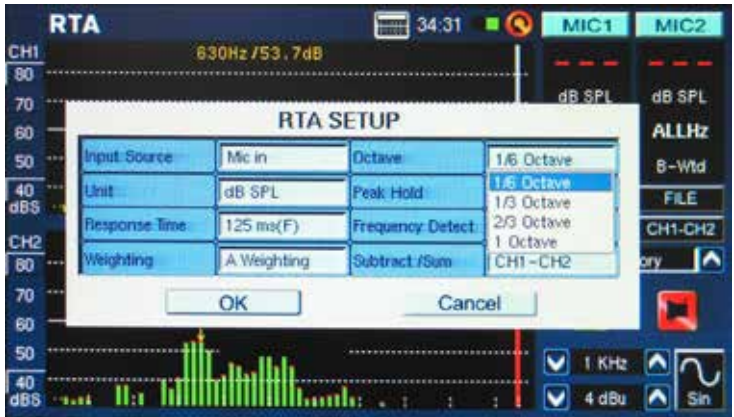 RTA 34:31 MIC1 MIC2
CH1 630Hz/53.7dB
80
70 dB SPL dB SPL
RTA SETUP
60 ALLHz
Input Source Mic in Octave 1/6 Octave
50 B-Wtd
1/6 Octave
40 Unit dB SPL Peak Hold FILE
1/3 Octave
dBS
Response Time 125 ms(F) Frequency Detect 2/3 Octave CH1-CH2
1 Octave
CH2
80 Weighting A Weighting Subtract /Sum CH1-CH2
70 OK Cancel
60
50 1 KHz
40
dBS 4 dBu Sin